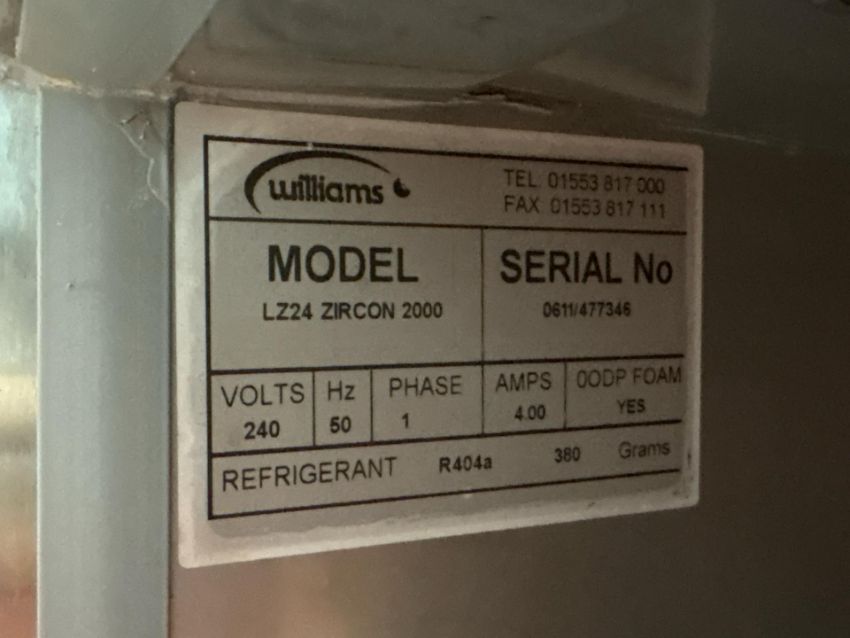 williams
TEL: 01553 817 000
FAX: 01553 817 111
MODEL
LZ24 ZIRCON 2000
SERIAL No
0611/477346
VOLTS
240
Hz
50
PHASE
1
AMPS
4.00
0ODP FOAM
YES
REFRIGERANT R404a 380 Grams